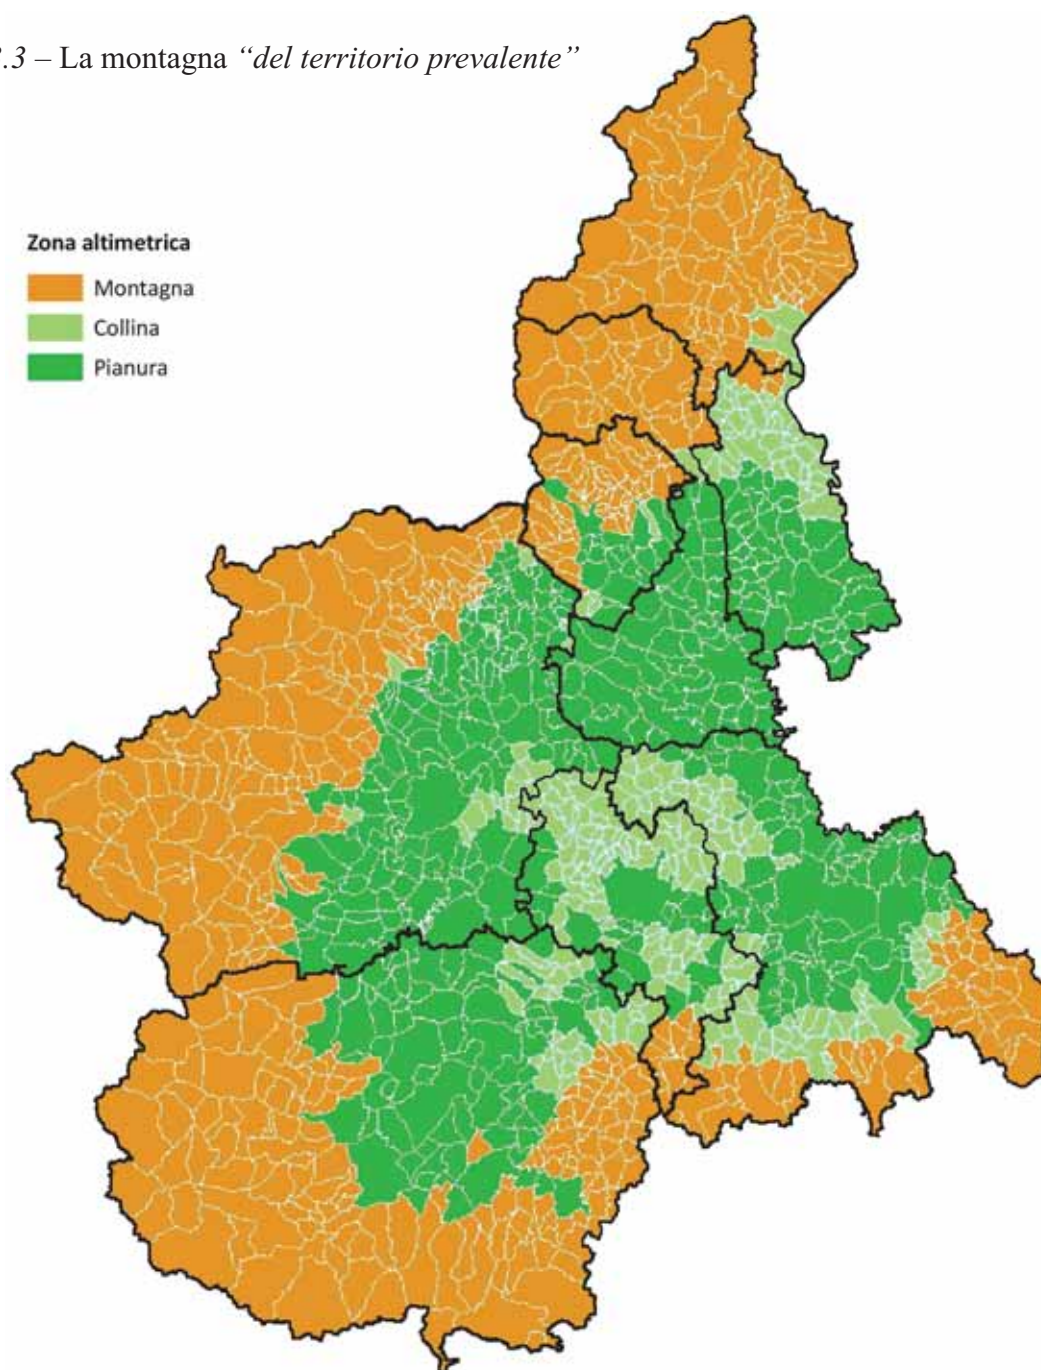 .3 – La montagna “del territorio prevalente”
Zona altimetrica
Montagna
Collina
Pianura